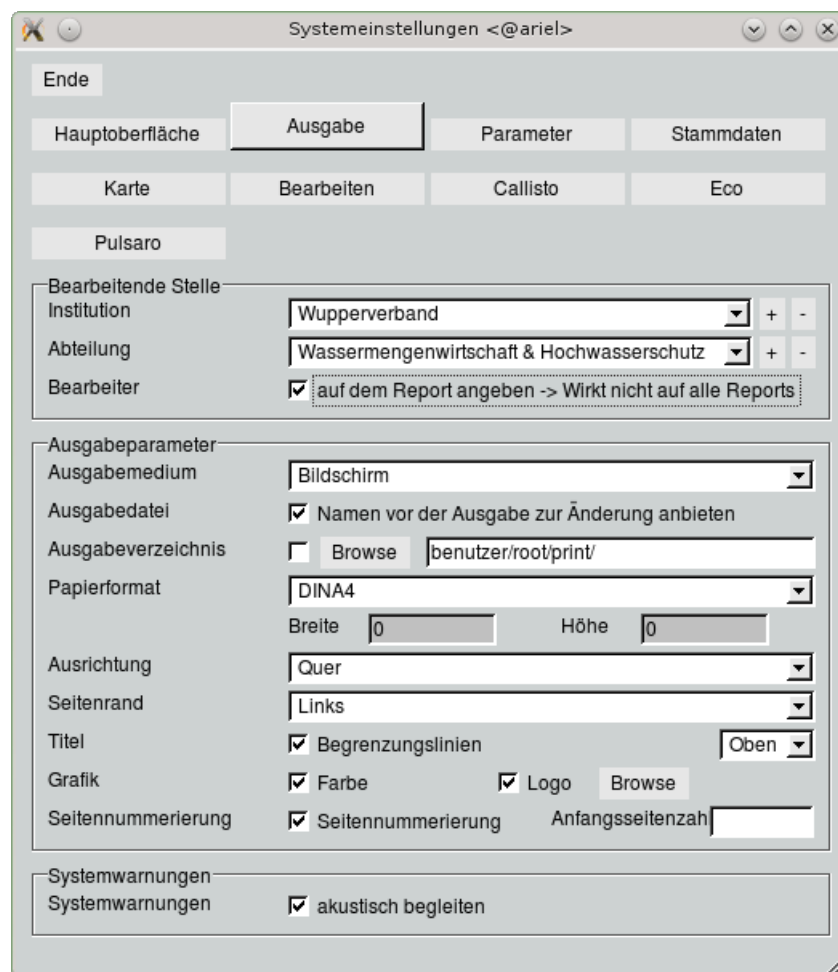 Systemeinstellungen <@ariel>
Ende
Hauptoberfläche Ausgabe Parameter Stammdaten
Karte Bearbeiten Callisto Eco
Pulsaro
Bearbeitende Stelle
Institution Wupperverband + -
Abteilung Wassermengenwirtschaft & Hochwasserschutz + -
Bearbeiter auf dem Report angeben -> Wirkt nicht auf alle Reports
Ausgabeparameter
Ausgabemedium Bildschirm
Ausgabedatei Namen vor der Ausgabe zur Änderung anbieten
Ausgabeverzeichnis Browse benutzer/root/print/
Papierformat DINA4
Breite 0 Höhe 0
Ausrichtung Quer
Seitenrand Links
Titel Begrenzungslinien Oben
Grafik Farbe Logo Browse
Seitennummerierung Seitennummerierung Anfangsseitenzahl
Systemwarnungen
Systemwarnungen akustisch begleiten